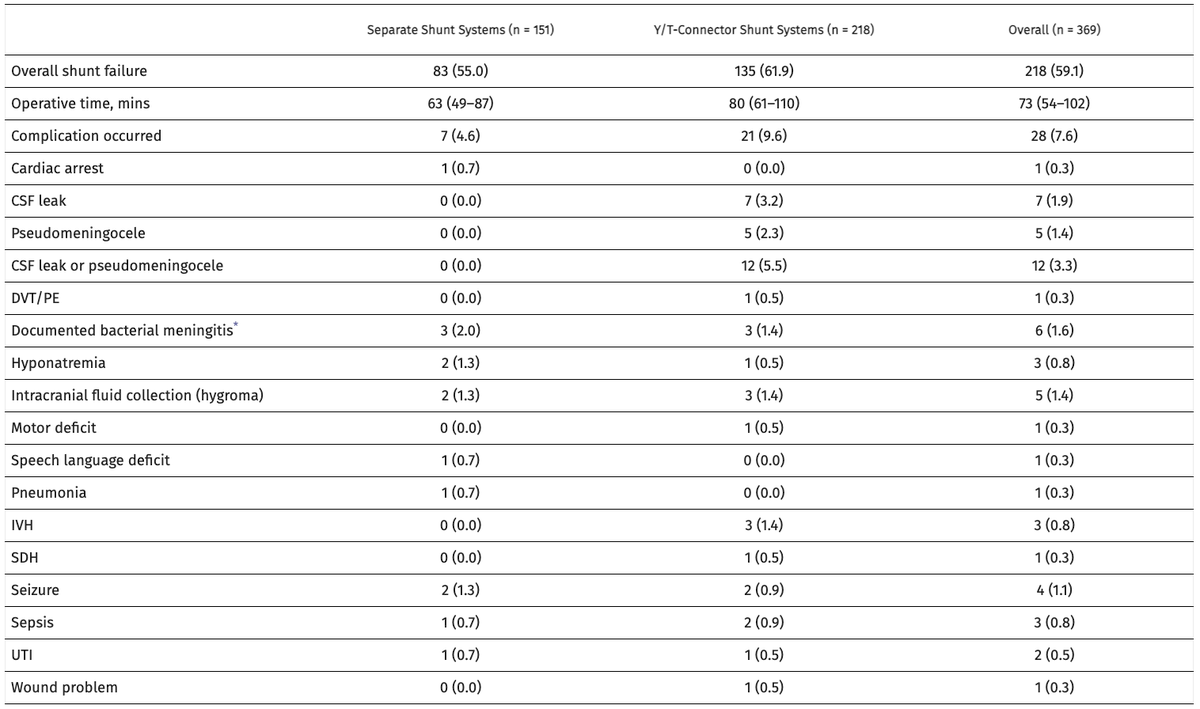 Separate Shunt Systems (n = 151) Y/T-Connector Shunt Systems (n = 218) Overall (n = 369)
Overall shunt failure 83 (55.0) 135 (61.9) 218 (59.1)
Operative time, mins 63 (49–87) 80 (61–110) 73 (54–102)
Complication occurred 7 (4.6) 21 (9.6) 28 (7.6)
Cardiac arrest 1 (0.7) 0 (0.0) 1 (0.3)
CSF leak 0 (0.0) 7 (3.2) 7 (1.9)
Pseudomeningocele 0 (0.0) 5 (2.3) 5 (1.4)
CSF leak or pseudomeningocele 0 (0.0) 12 (5.5) 12 (3.3)
DVT/PE 0 (0.0) 1 (0.5) 1 (0.3)
Documented bacterial meningitis* 3 (2.0) 3 (1.4) 6 (1.6)
Hyponatremia 2 (1.3) 1 (0.5) 3 (0.8)
Intracranial fluid collection (hygroma) 2 (1.3) 3 (1.4) 5 (1.4)
Motor deficit 0 (0.0) 1 (0.5) 1 (0.3)
Speech language deficit 1 (0.7) 0 (0.0) 1 (0.3)
Pneumonia 1 (0.7) 0 (0.0) 1 (0.3)
IVH 0 (0.0) 3 (1.4) 3 (0.8)
SDH 0 (0.0) 1 (0.5) 1 (0.3)
Seizure 2 (1.3) 2 (0.9) 4 (1.1)
Sepsis 1 (0.7) 2 (0.9) 3 (0.8)
UTI 1 (0.7) 1 (0.5) 2 (0.5)
Wound problem 0 (0.0) 1 (0.5) 1 (0.3)